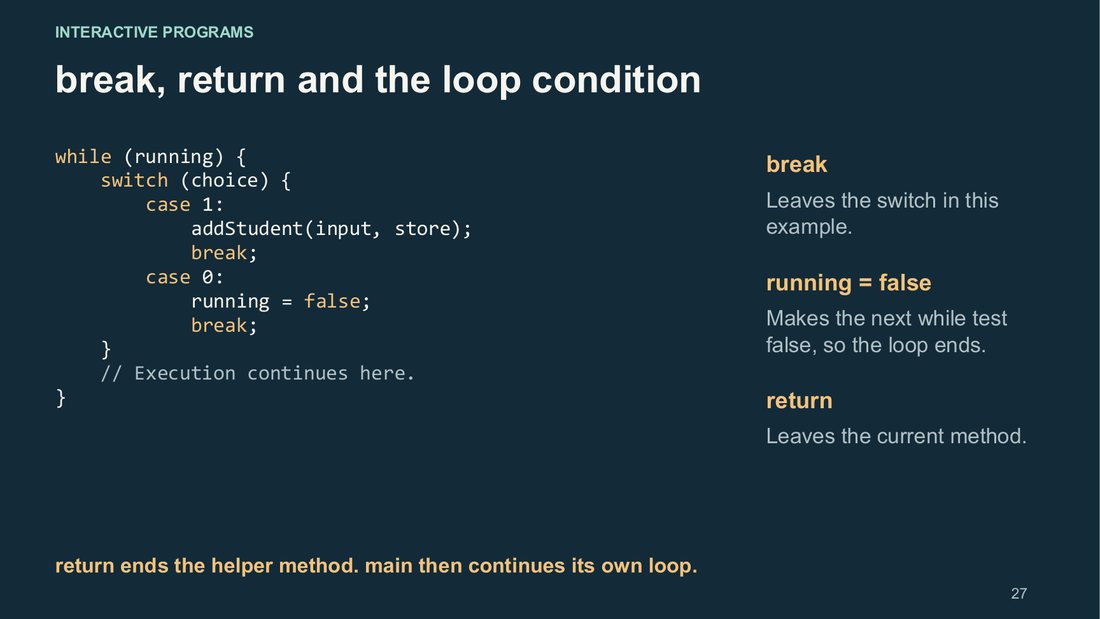 INTERACTIVE PROGRAMS
break, return and the loop condition
while (running) {
    switch (choice) {
        case 1:
            addStudent(input, store);
            break;
        case 0:
            running = false;
            break;
    }
    // Execution continues here.
}
break
Leaves the switch in this
example.
running = false
Makes the next while test
false, so the loop ends.
return
Leaves the current method.
return ends the helper method. main then continues its own loop.
27